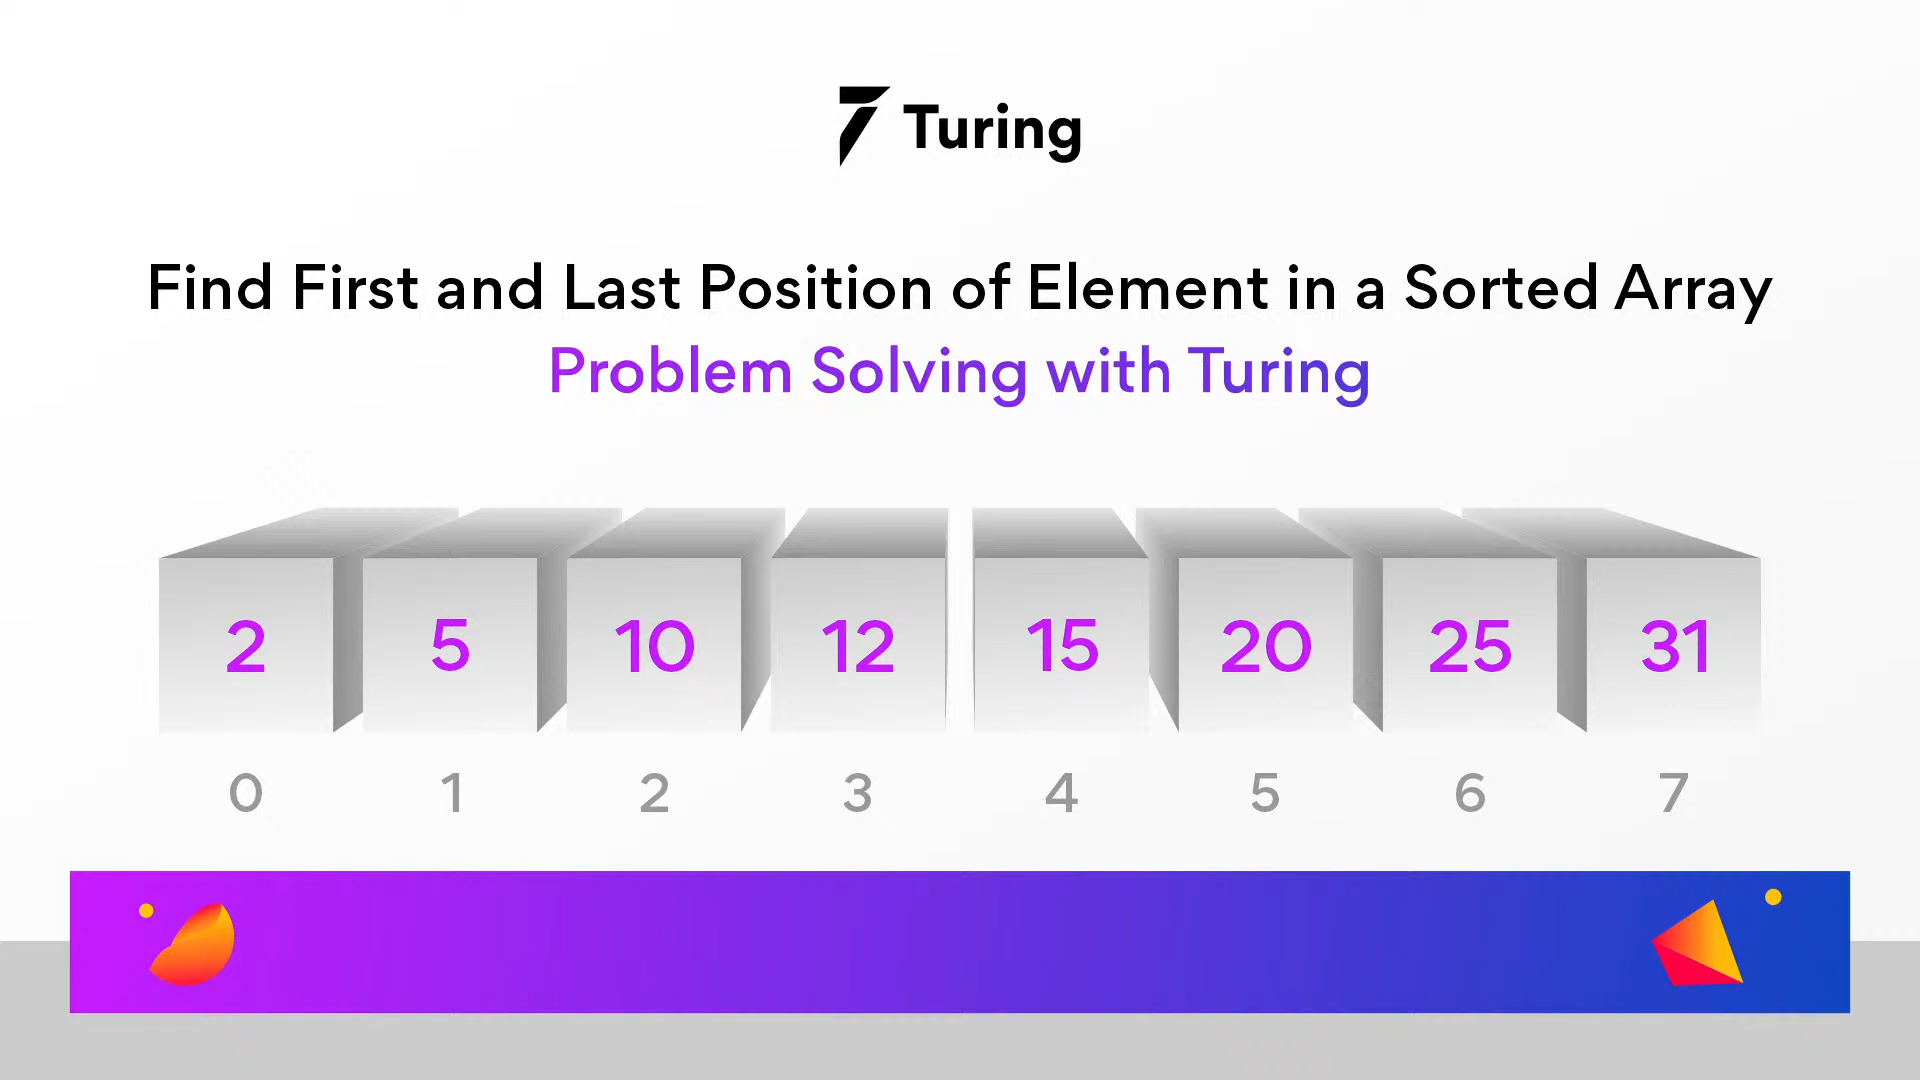 Turing
Find First and Last Position of Element in a Sorted Array
Problem Solving with Turing
2 5 10 12 15 20 25 31
0 1 2 3 4 5 6 7